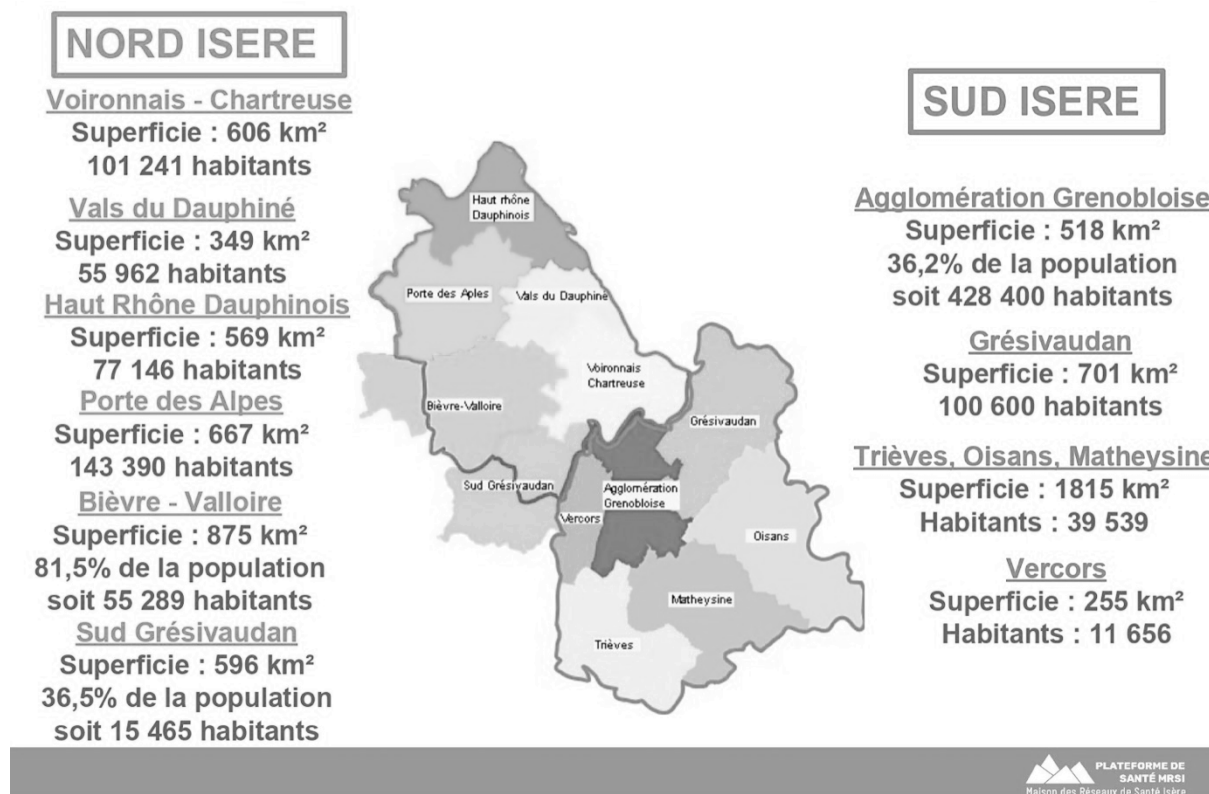 NORD ISERE
Voironnais - Chartreuse
Superficie : 606 km²
101 241 habitants
Vals du Dauphiné
Superficie : 349 km²
55 962 habitants
Haut Rhône Dauphinois
Superficie : 569 km²
77 146 habitants
Porte des Alpes
Superficie : 667 km²
143 390 habitants
Bièvre - Valloire
Superficie : 875 km²
81,5% de la population
soit 55 289 habitants
Sud Grésivaudan
Superficie : 596 km²
36,5% de la population
soit 15 465 habitants
Haut rhône
Dauphinois
Porte des Aples
Vals du Dauphiné
Voironnais
Chartreuse
Bièvre-Valloire
Grésivaudan
Sud Grésivaudan
Agglomération
Grenobloise
Vercors
Oisans
Matheysine
Trièves
SUD ISERE
Agglomération Grenobloise
Superficie : 518 km²
36,2% de la population
soit 428 400 habitants
Grésivaudan
Superficie : 701 km²
100 600 habitants
Trièves, Oisans, Matheysine
Superficie : 1815 km²
Habitants : 39 539
Vercors
Superficie : 255 km²
Habitants : 11 656
PLATEFORME DE
SANTÉ MRSI
Maison des Réseaux de Santé Isère